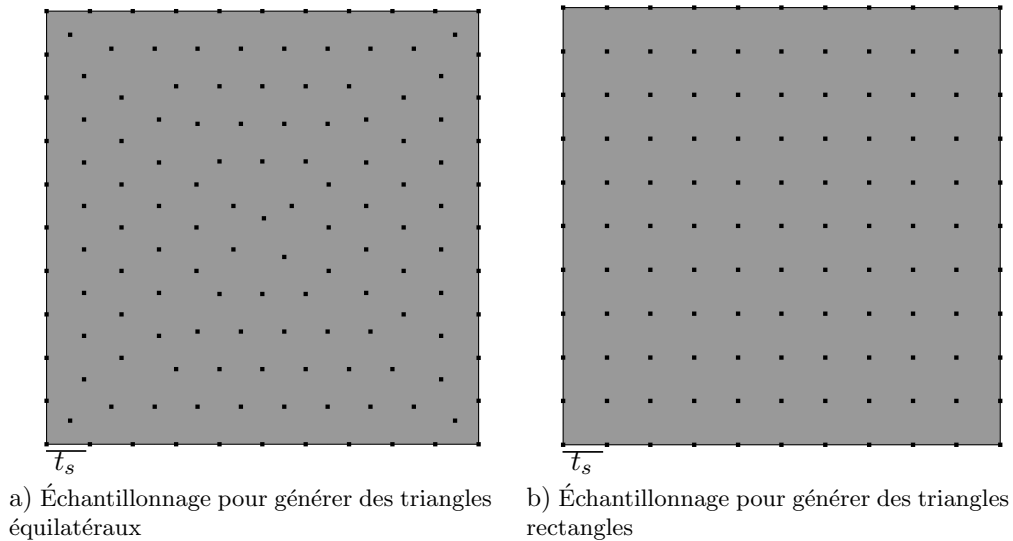 t_s
t_s
a) Échantillonnage pour générer des triangles
équilatéraux
b) Échantillonnage pour générer des triangles
rectangles